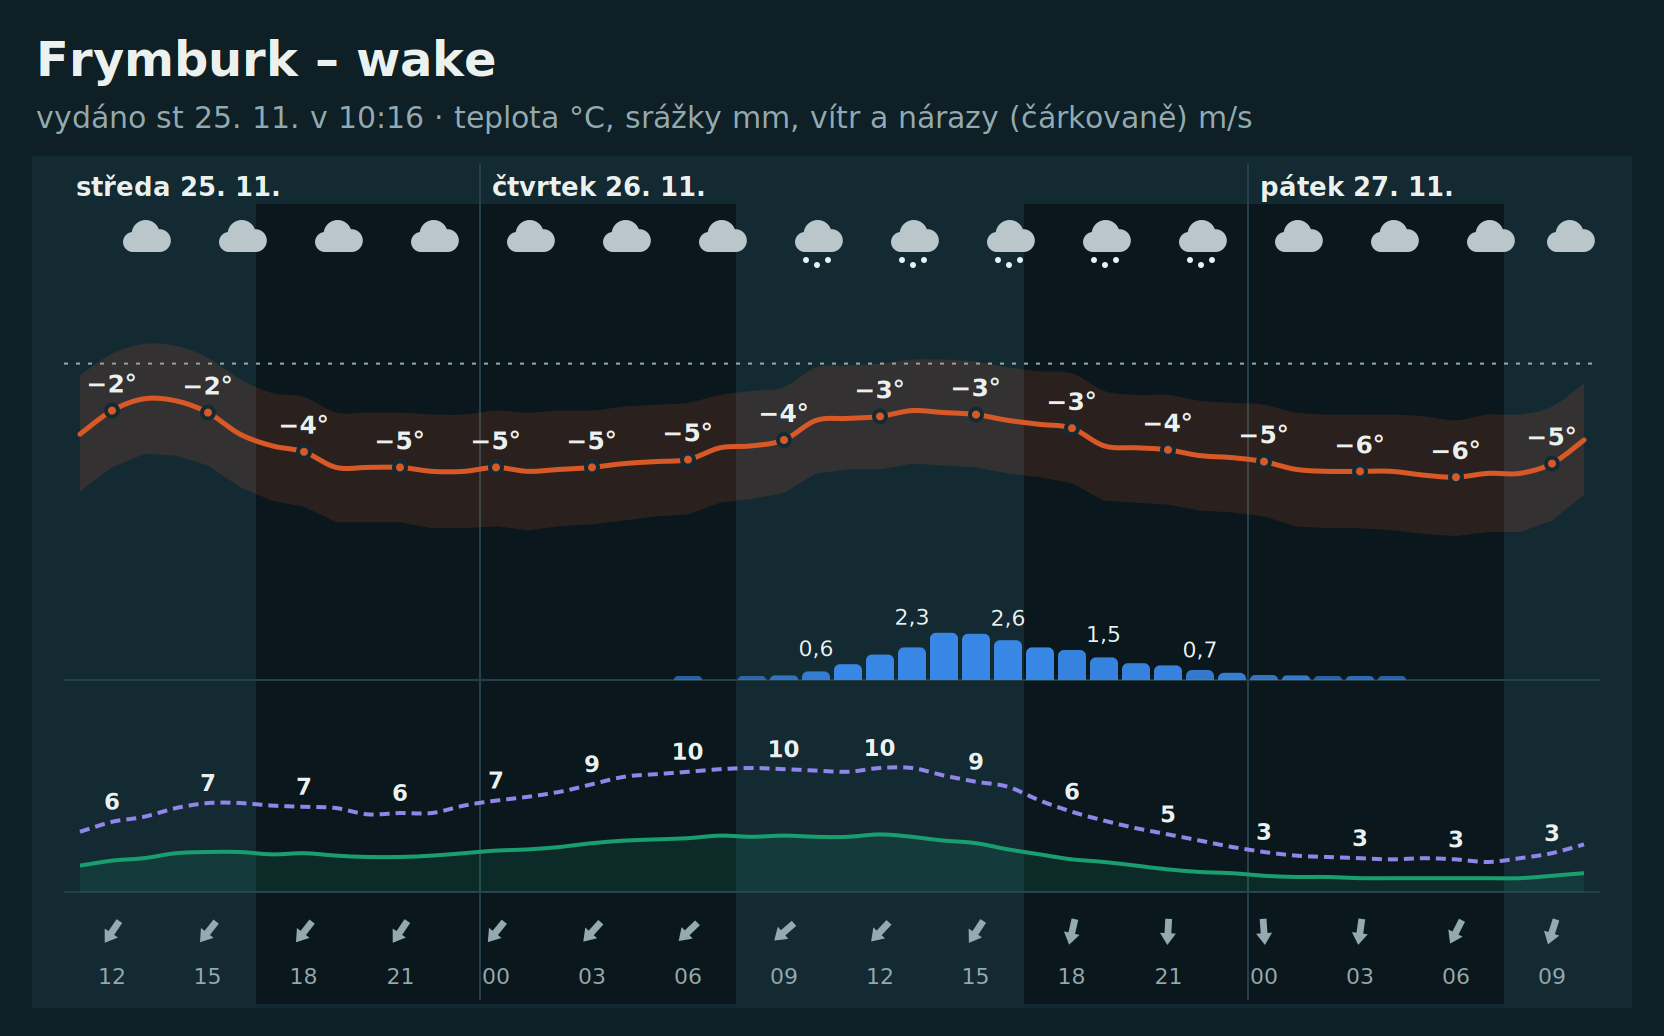 Frymburk – wake
vydáno st 25. 11. v 10:16 · teplota °C, srážky mm, vítr a nárazy (čárkovaně) m/s
středa 25. 11. čtvrtek 26. 11. pátek 27. 11.
−2° −2° −4° −5° −5° −5° −5° −4° −3° −3° −3° −4° −5° −6° −6° −5°
0,6 2,3 2,6 1,5 0,7
6 7 7 6 7 9 10 10 10 9 6 5 3 3 3 3
12 15 18 21 00 03 06 09 12 15 18 21 00 03 06 09